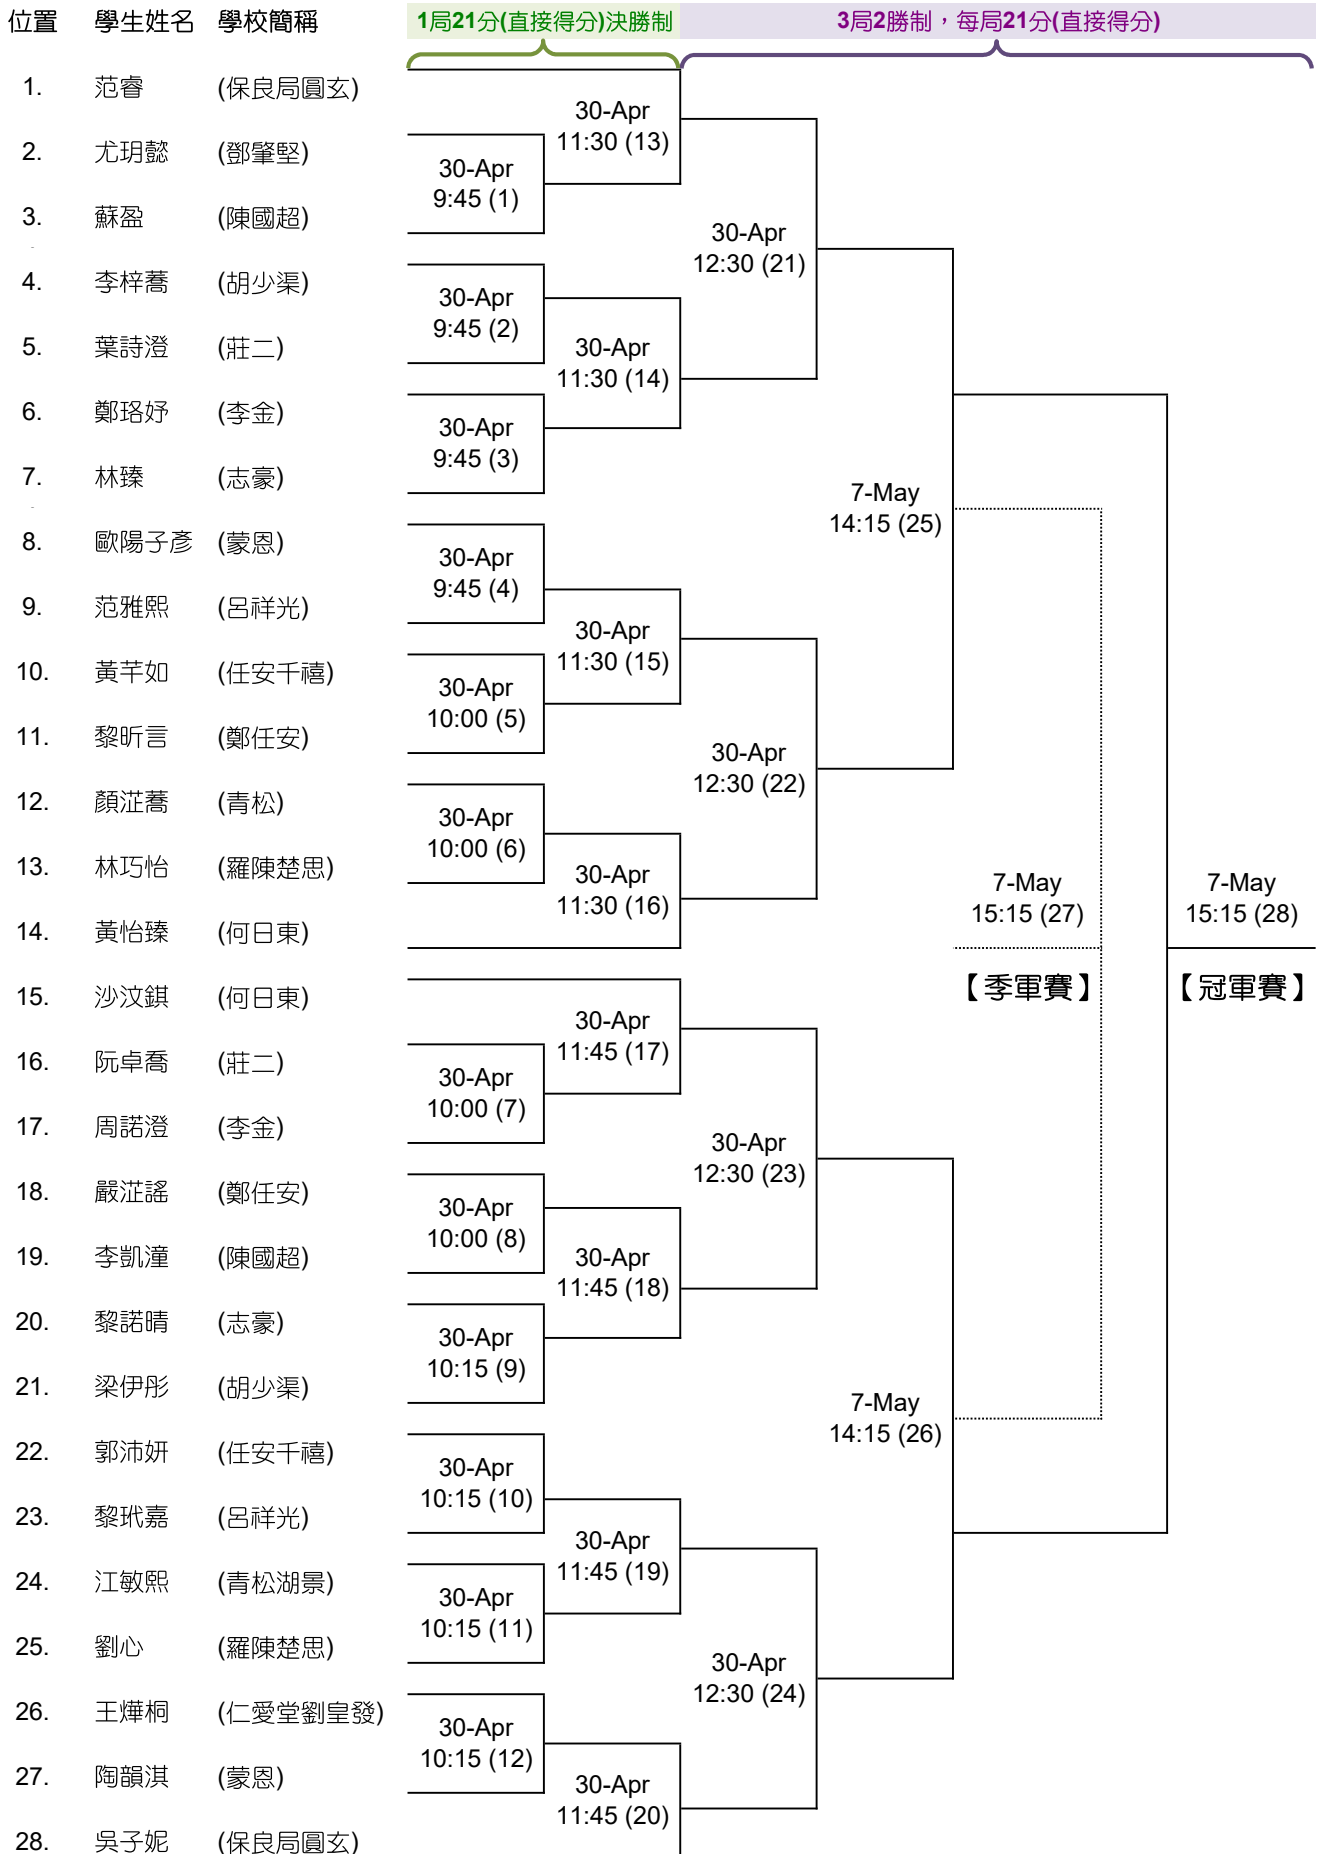 位置 學生姓名 學校簡稱 1局21分(直接得分)決勝制 3局2勝制，每局21分(直接得分)
1. 范睿 (保良局圓玄)
30-Apr
11:30 (13)
2. 尤玥懿 (鄧肇堅)
30-Apr
9:45 (1)
3. 蘇盈 (陳國超)
30-Apr
12:30 (21)
4. 李梓蕎 (胡少渠)
30-Apr
9:45 (2)
5. 葉詩澄 (莊二)
30-Apr
11:30 (14)
6. 鄭珞妤 (李金)
30-Apr
9:45 (3)
7. 林臻 (志豪)
7-May
14:15 (25)
8. 歐陽子彥 (蒙恩)
30-Apr
9:45 (4)
9. 范雅熙 (呂祥光)
30-Apr
11:30 (15)
10. 黃芊如 (任安千禧)
30-Apr
10:00 (5)
11. 黎昕言 (鄭任安)
30-Apr
12:30 (22)
12. 顏沚蕎 (青松)
30-Apr
10:00 (6)
13. 林巧怡 (羅陳楚思)
30-Apr
11:30 (16)
7-May
15:15 (27)
7-May
15:15 (28)
14. 黃怡臻 (何日東)
【季軍賽】 【冠軍賽】
15. 沙汶錤 (何日東)
30-Apr
11:45 (17)
16. 阮卓喬 (莊二)
30-Apr
10:00 (7)
17. 周諾澄 (李金)
30-Apr
12:30 (23)
18. 嚴沚謠 (鄭任安)
30-Apr
10:00 (8)
19. 李凱潼 (陳國超)
30-Apr
11:45 (18)
20. 黎諾晴 (志豪)
30-Apr
10:15 (9)
21. 梁伊彤 (胡少渠)
7-May
14:15 (26)
22. 郭沛妍 (任安千禧)
30-Apr
10:15 (10)
23. 黎玳嘉 (呂祥光)
30-Apr
11:45 (19)
24. 江敏熙 (青松湖景)
30-Apr
10:15 (11)
25. 劉心 (羅陳楚思)
30-Apr
12:30 (24)
26. 王燁桐 (仁愛堂劉皇發)
30-Apr
10:15 (12)
27. 陶韻淇 (蒙恩)
30-Apr
11:45 (20)
28. 吳子妮 (保良局圓玄)